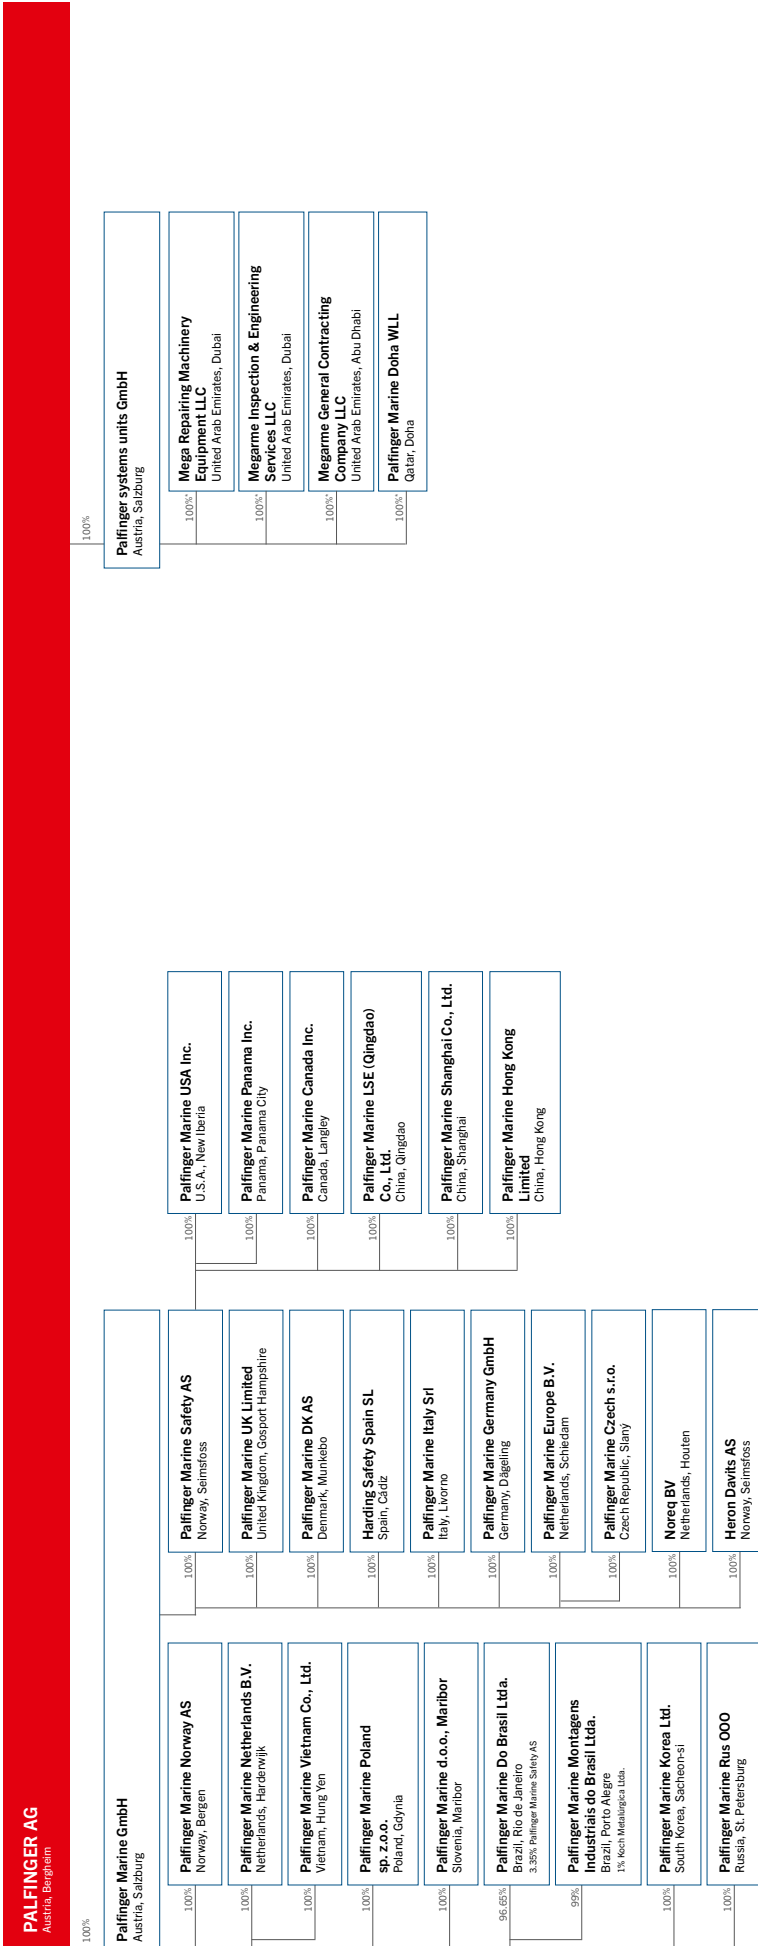 PALFINGER AG
Austria, Bergheim
100%
Palfinger Marine GmbH
Austria, Salzburg
100%
Palfinger Marine Norway AS
Norway, Bergen
100%
Palfinger Marine Netherlands B.V.
Netherlands, Harderwijk
100%
Palfinger Marine Vietnam Co., Ltd.
Vietnam, Hung Yen
100%
Palfinger Marine Poland
sp. z.o.o.
Poland, Gdynia
100%
Palfinger Marine d.o.o., Maribor
Slovenia, Maribor
96.65%
Palfinger Marine Do Brasil Ltda.
Brazil, Rio de Janeiro
3.35% Palfinger Marine Safety AS
99%
Palfinger Marine Montagens
Industriais do Brasil Ltda.
Brazil, Porto Alegre
1% Koch Metalúrgica Ltda.
100%
Palfinger Marine Korea Ltd.
South Korea, Sacheon-si
100%
Palfinger Marine Rus OOO
Russia, St. Petersburg
100%
Palfinger Marine Safety AS
Norway, Seimsfoss
100%
Palfinger Marine UK Limited
United Kingdom, Gosport Hampshire
100%
Palfinger Marine DK AS
Denmark, Munkebo
100%
Harding Safety Spain SL
Spain, Cádiz
100%
Palfinger Marine Italy Srl
Italy, Livorno
100%
Palfinger Marine Germany GmbH
Germany, Dägeling
100%
Palfinger Marine Europe B.V.
Netherlands, Schiedam
100%
Palfinger Marine Czech s.r.o.
Czech Republic, Slaný
100%
Noreq BV
Netherlands, Houten
100%
Heron Davits AS
Norway, Seimsfoss
100%
Palfinger Marine USA Inc.
U.S.A., New Iberia
100%
Palfinger Marine Panama Inc.
Panama, Panama City
100%
Palfinger Marine Canada Inc.
Canada, Langley
100%
Palfinger Marine LSE (Qingdao)
Co., Ltd.
China, Qingdao
100%
Palfinger Marine Shanghai Co., Ltd.
China, Shanghai
100%
Palfinger Marine Hong Kong
Limited
China, Hong Kong
100%
Palfinger systems units GmbH
Austria, Salzburg
100%*
Mega Repairing Machinery
Equipment LLC
United Arab Emirates, Dubai
100%*
Megarme Inspection & Engineering
Services LLC
United Arab Emirates, Dubai
100%*
Megarme General Contracting
Company LLC
United Arab Emirates, Abu Dhabi
100%*
Palfinger Marine Doha WLL
Qatar, Doha